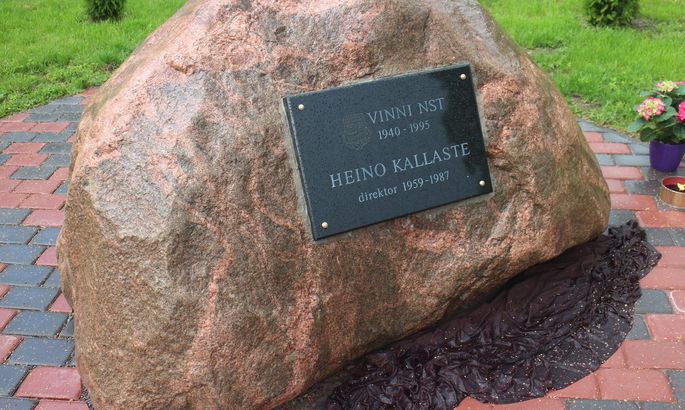 VINNI NST
1940-1995
HEINO KALLASTE
direktor 1959-1987